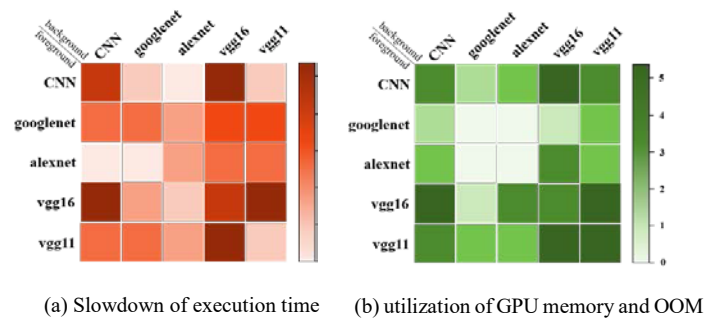 background
foreground
CNN
googlenet
alexnet
vgg16
vgg11
CNN
googlenet
alexnet
vgg16
vgg11
background
foreground
CNN
googlenet
alexnet
vgg16
vgg11
CNN
googlenet
alexnet
vgg16
vgg11
5
4
3
2
1
0
(a) Slowdown of execution time
(b) utilization of GPU memory and OOM